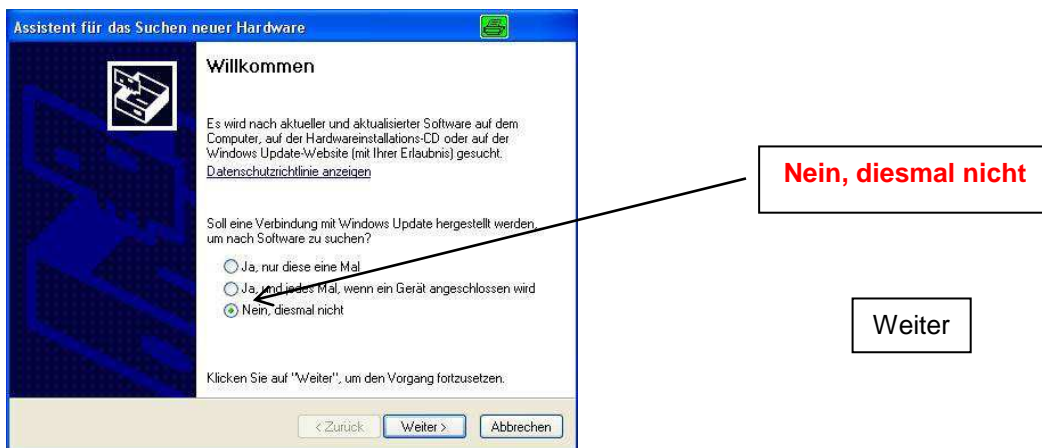 Assistent für das Suchen neuer Hardware
Willkommen
Es wird nach aktueller und aktualisierter Software auf dem
Computer, auf der Hardwareinstallations-CD oder auf der
Windows Update-Website (mit Ihrer Erlaubnis) gesucht.
Datenschutzrichtlinie anzeigen
Soll eine Verbindung mit Windows Update hergestellt werden,
um nach Software zu suchen?
Ja, nur diese eine Mal
Ja, und jedes Mal, wenn ein Gerät angeschlossen wird
Nein, diesmal nicht
Klicken Sie auf "Weiter", um den Vorgang fortzusetzen.
< Zurück
Weiter >
Abbrechen
Nein, diesmal nicht
Weiter